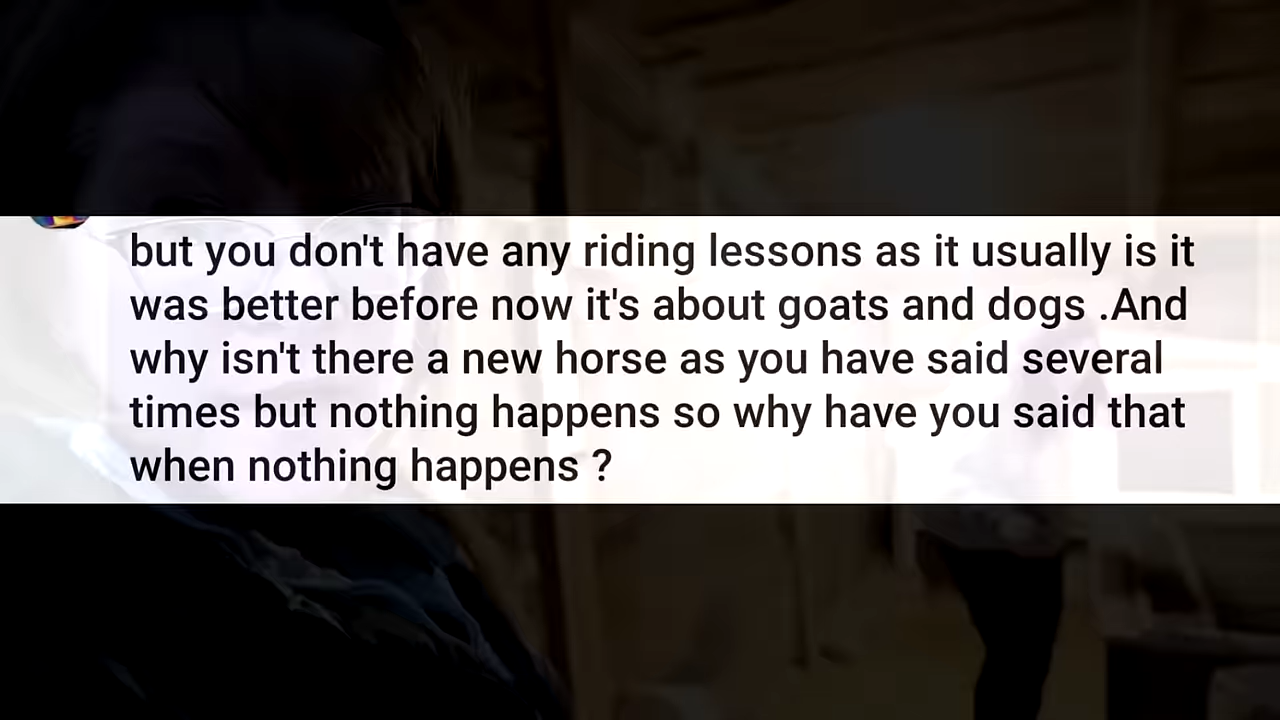 but you don't have any riding lessons as it usually is it
was better before now it's about goats and dogs .And
why isn't there a new horse as you have said several
times but nothing happens so why have you said that
when nothing happens ?